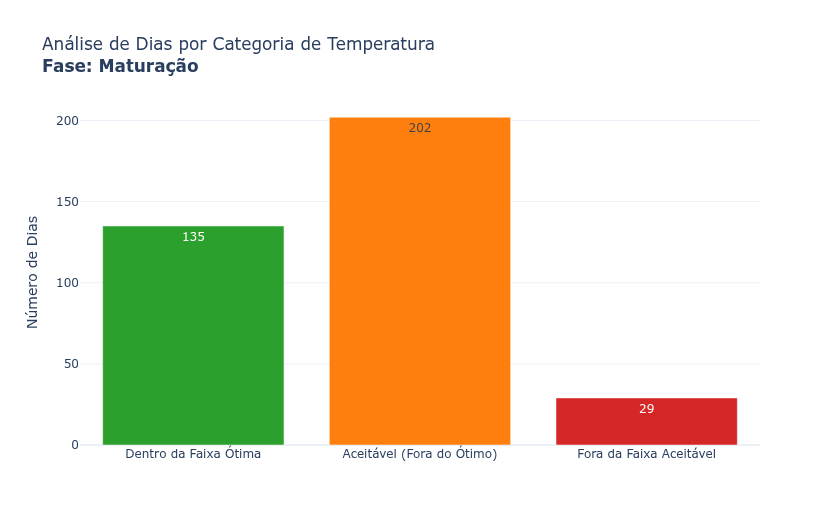 Análise de Dias por Categoria de Temperatura
Fase: Maturação
Número de Dias
200
150
100
50
0
135
202
29
Dentro da Faixa Ótima
Aceitável (Fora do Ótimo)
Fora da Faixa Aceitável